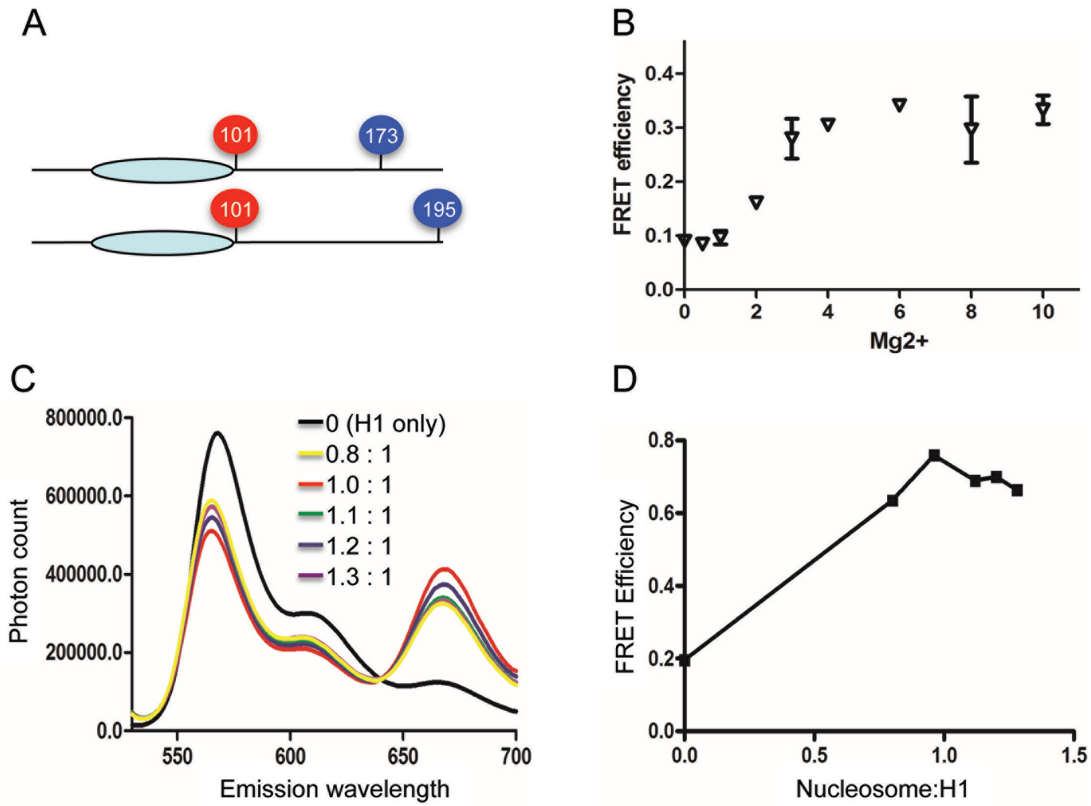 A
101
173
101
195
B
FRET efficiency
0.4
0.3
0.2
0.1
0.0
0
2
4
6
8
10
Mg2+
C
Photon count
800000.0
600000.0
400000.0
200000.0
0.0
550
600
650
700
Emission wavelength
0 (H1 only)
0.8 : 1
1.0 : 1
1.1 : 1
1.2 : 1
1.3 : 1
D
FRET Efficiency
0.8
0.6
0.4
0.2
0.0
0.0
0.5
1.0
1.5
Nucleosome:H1